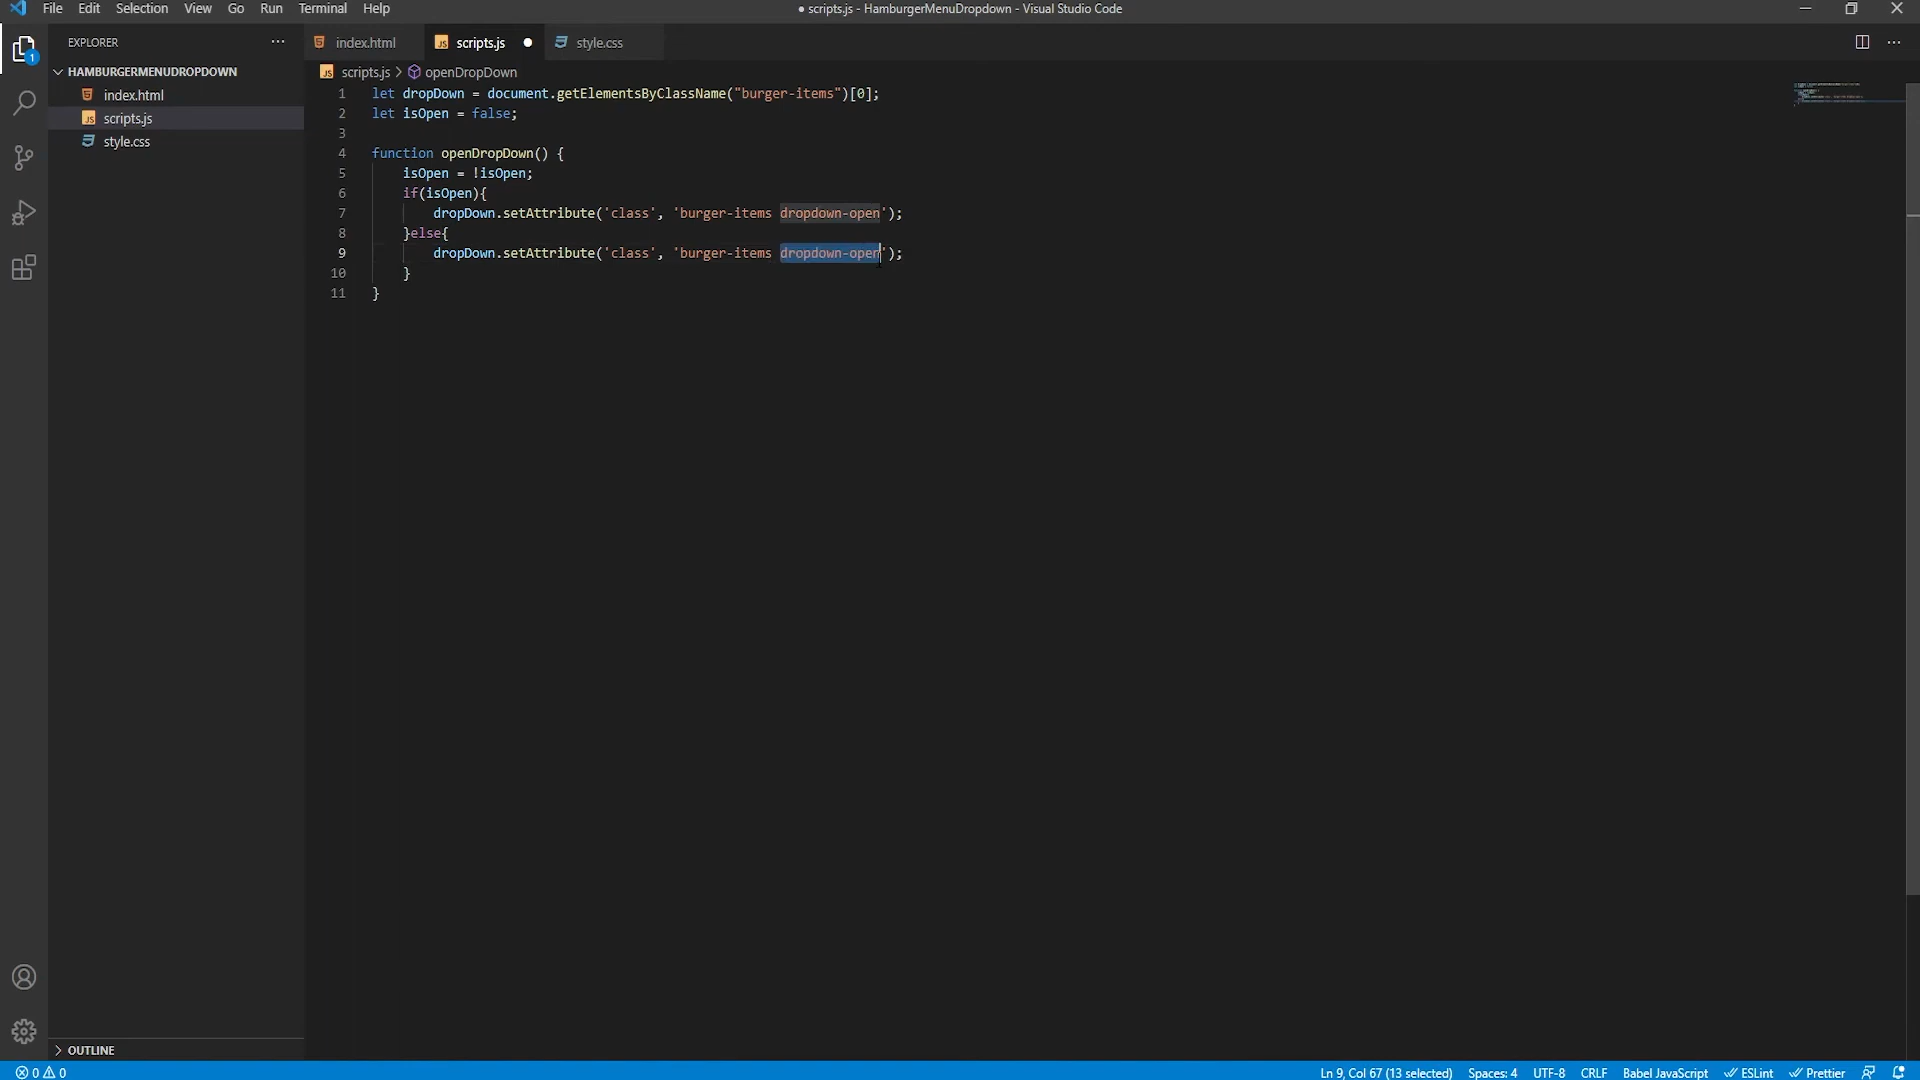 File Edit Selection View Go Run Terminal Help
● scripts.js - HamburgerMenuDropdown - Visual Studio Code
EXPLORER
HAMBURGERMENUDROPDOWN
index.html
scripts.js
style.css
OUTLINE
index.html scripts.js ● style.css
scripts.js > openDropDown
1 let dropDown = document.getElementsByClassName("burger-items")[0];
2 let isOpen = false;
3
4 function openDropDown() {
5 isOpen = !isOpen;
6 if(isOpen){
7 dropDown.setAttribute('class', 'burger-items dropdown-open');
8 }else{
9 dropDown.setAttribute('class', 'burger-items dropdown-open');
10 }
11 }
1
0 0
Ln 9, Col 67 (13 selected) Spaces: 4 UTF-8 CRLF Babel JavaScript ESLint Prettier